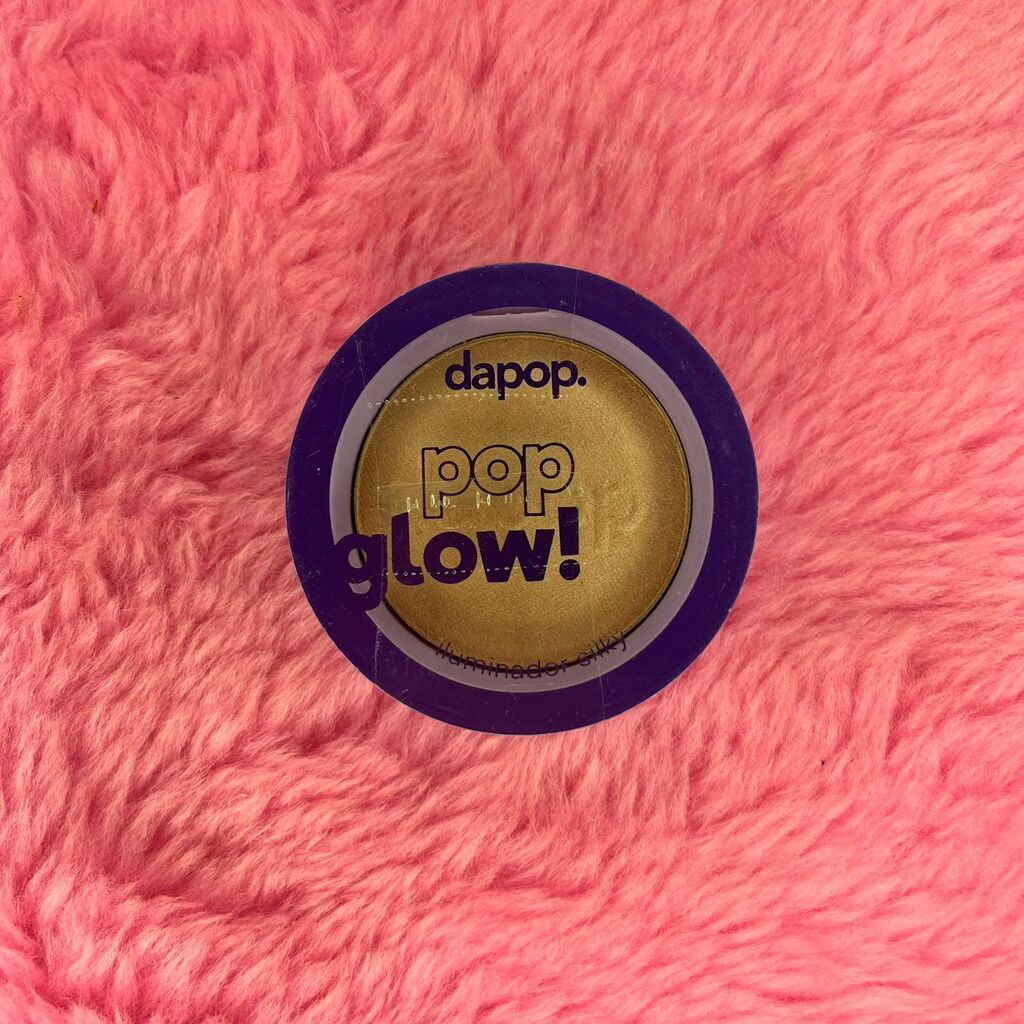 dapop.
pop
glow!
iluminador silky